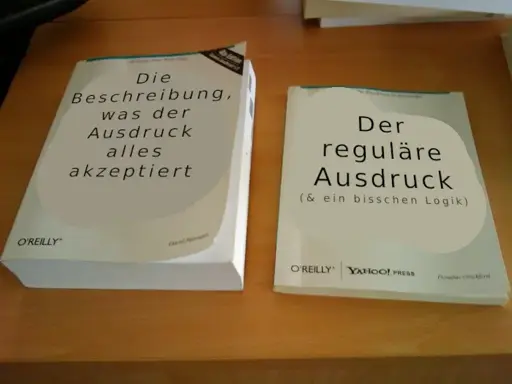 Die
Beschreibung,
was der
Ausdruck
alles
akzeptiert
O'REILLY®
Der
reguläre
Ausdruck
(& ein bisschen Logik)
O'REILLY®
YAHOO! PRESS